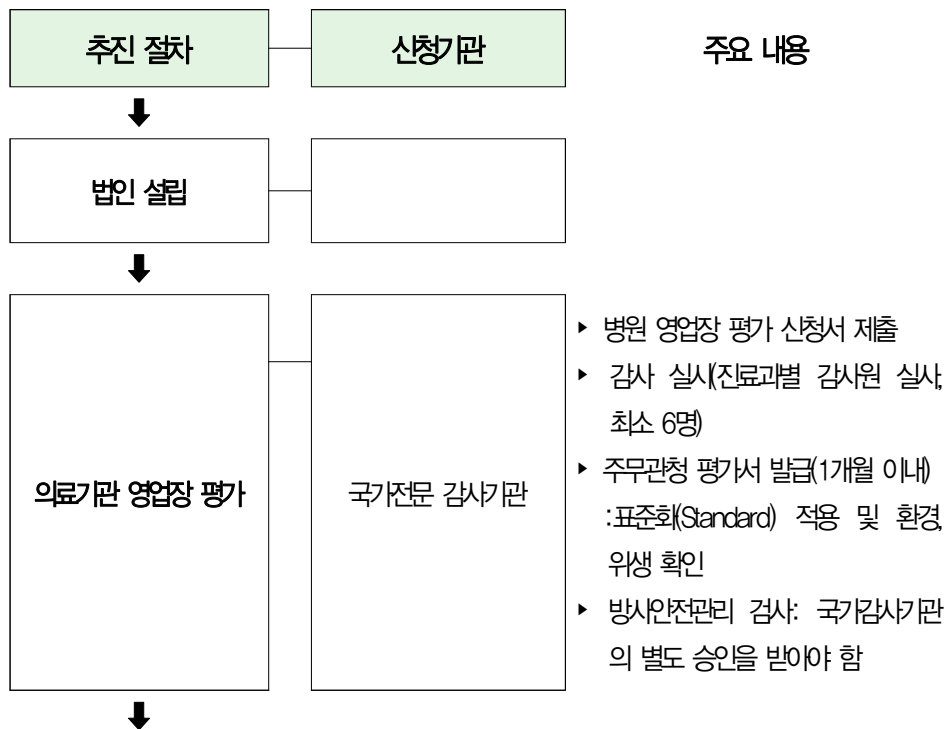 추진 절차
신청기관
주요 내용
법인 설립
의료기관 영업장 평가
국가전문 감사기관
▸ 병원 영업장 평가 신청서 제출
▸ 감사 실시(진료과별 감사원 실사,
최소 6명)
▸ 주무관청 평가서 발급(1개월 이내)
:표준화(Standard) 적용 및 환경,
위생 확인
▸ 방사안전관리 검사: 국가감사기관
의 별도 승인을 받아야 함